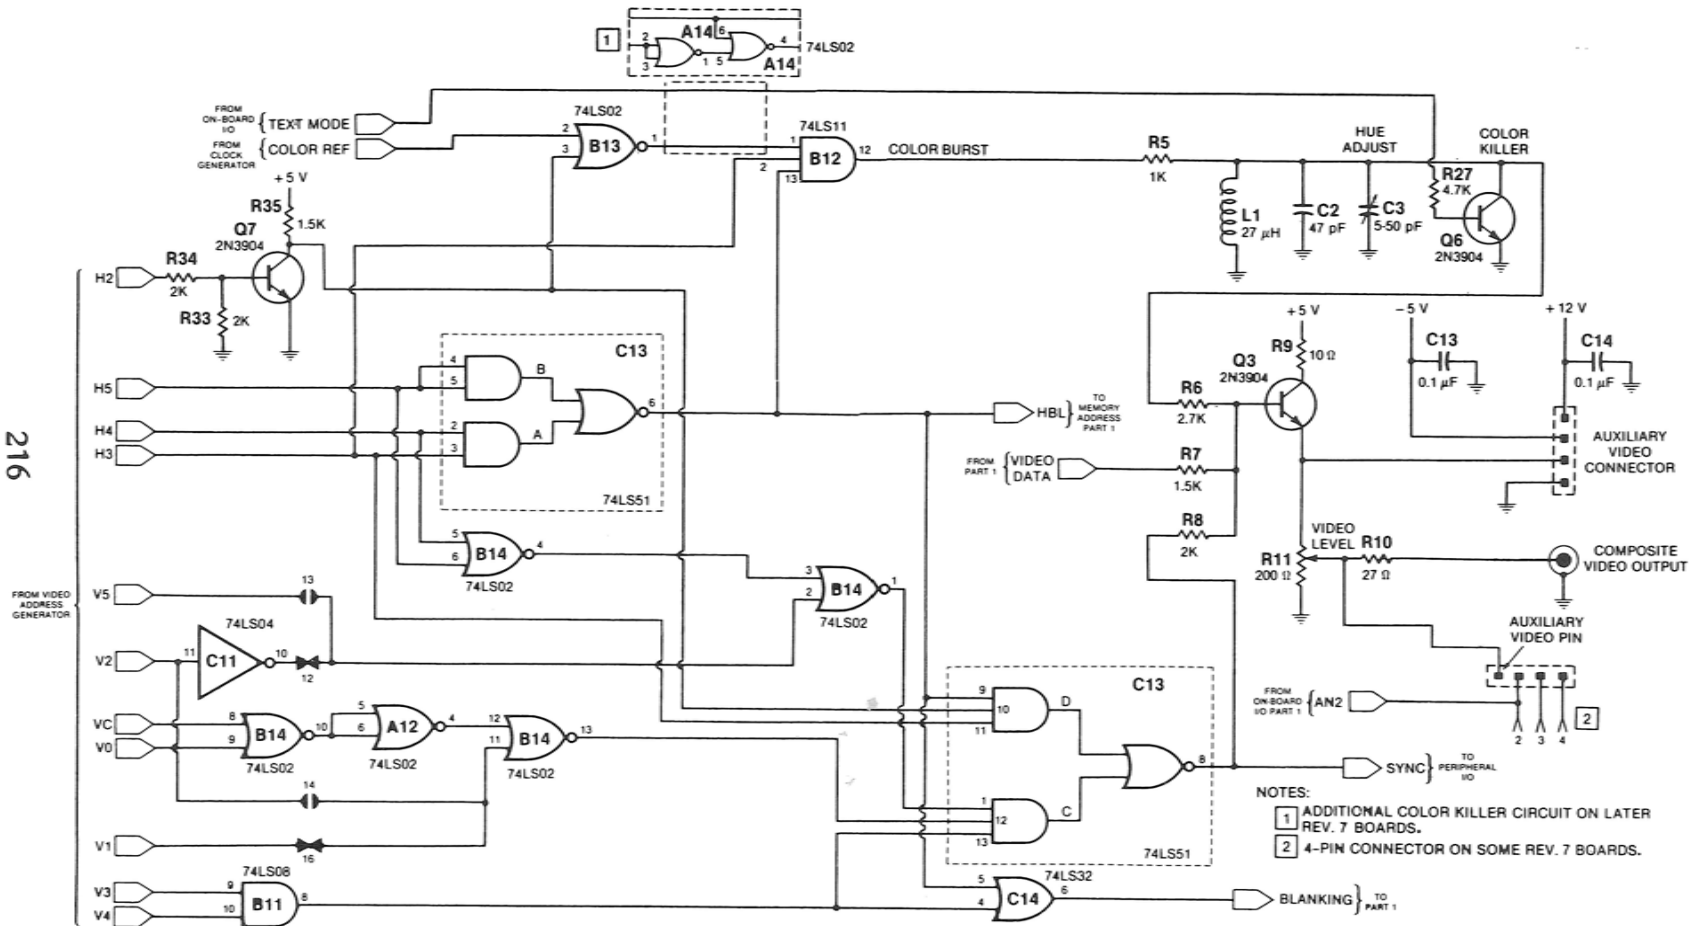 1
2
3
A14
1
6
5
4
A14
74LS02
FROM
ON-BOARD
I/O
TEXT MODE
FROM
CLOCK
GENERATOR
COLOR REF
74LS02
2
3
B13
1
74LS11
1
2
13
B12
12
COLOR BURST
R5
1K
HUE
ADJUST
COLOR
KILLER
R27
4.7K
L1
27 μH
C2
47 pF
C3
5-50 pF
Q6
2N3904
+5 V
R35
1.5K
Q7
2N3904
H2
R34
2K
R33
2K
+5 V
-5 V
+12 V
R9
10 Ω
C13
0.1 μF
C14
0.1 μF
Q3
2N3904
R6
2.7K
H5
H4
H3
C13
4
5
B
2
3
A
6
74LS51
HBL
TO
MEMORY
ADDRESS
PART 1
FROM
PART 1
VIDEO
DATA
R7
1.5K
R8
2K
AUXILIARY
VIDEO
CONNECTOR
216
5
6
B14
4
74LS02
3
2
B14
1
74LS02
VIDEO
LEVEL
R11
200 Ω
R10
27 Ω
COMPOSITE
VIDEO OUTPUT
AUXILIARY
VIDEO PIN
FROM VIDEO
ADDRESS
GENERATOR
V5
13
74LS04
V2
11
C11
10
12
VC
V0
8
9
B14
10
74LS02
5
6
A12
4
74LS02
12
11
B14
13
74LS02
14
V1
16
C13
9
10
11
D
1
12
13
C
8
74LS51
FROM
ON-BOARD
I/O PART 1
AN2
2
3
4
2
SYNC
TO
PERIPHERAL
I/O
74LS08
V3
V4
9
10
B11
8
74LS32
5
4
C14
6
BLANKING
TO
PART 1
NOTES:
1 ADDITIONAL COLOR KILLER CIRCUIT ON LATER
REV. 7 BOARDS.
2 4-PIN CONNECTOR ON SOME REV. 7 BOARDS.